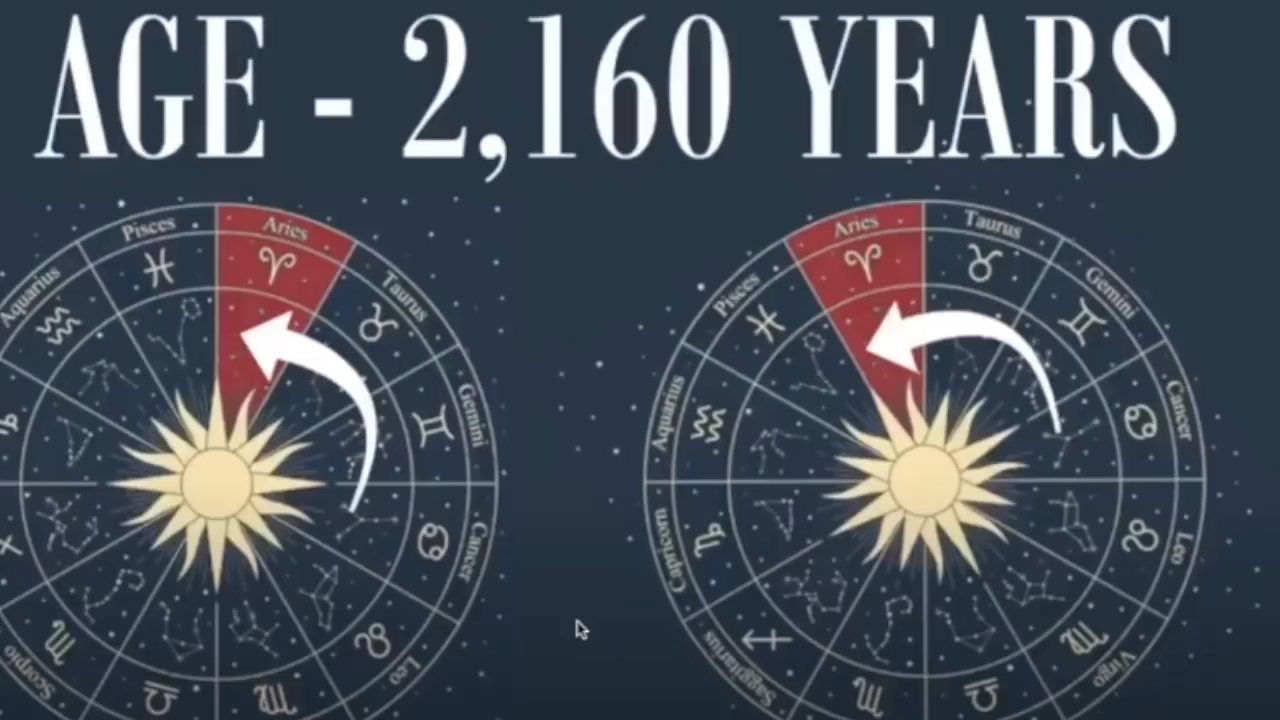 AGE - 2,160 YEARS
Pisces
Aries
Taurus
Aquarius
Gemini
Cancer
Leo
Scorpio
Aries
Taurus
Pisces
Gemini
Aquarius
Cancer
Capricorn
Leo
Saggitarius
Virgo